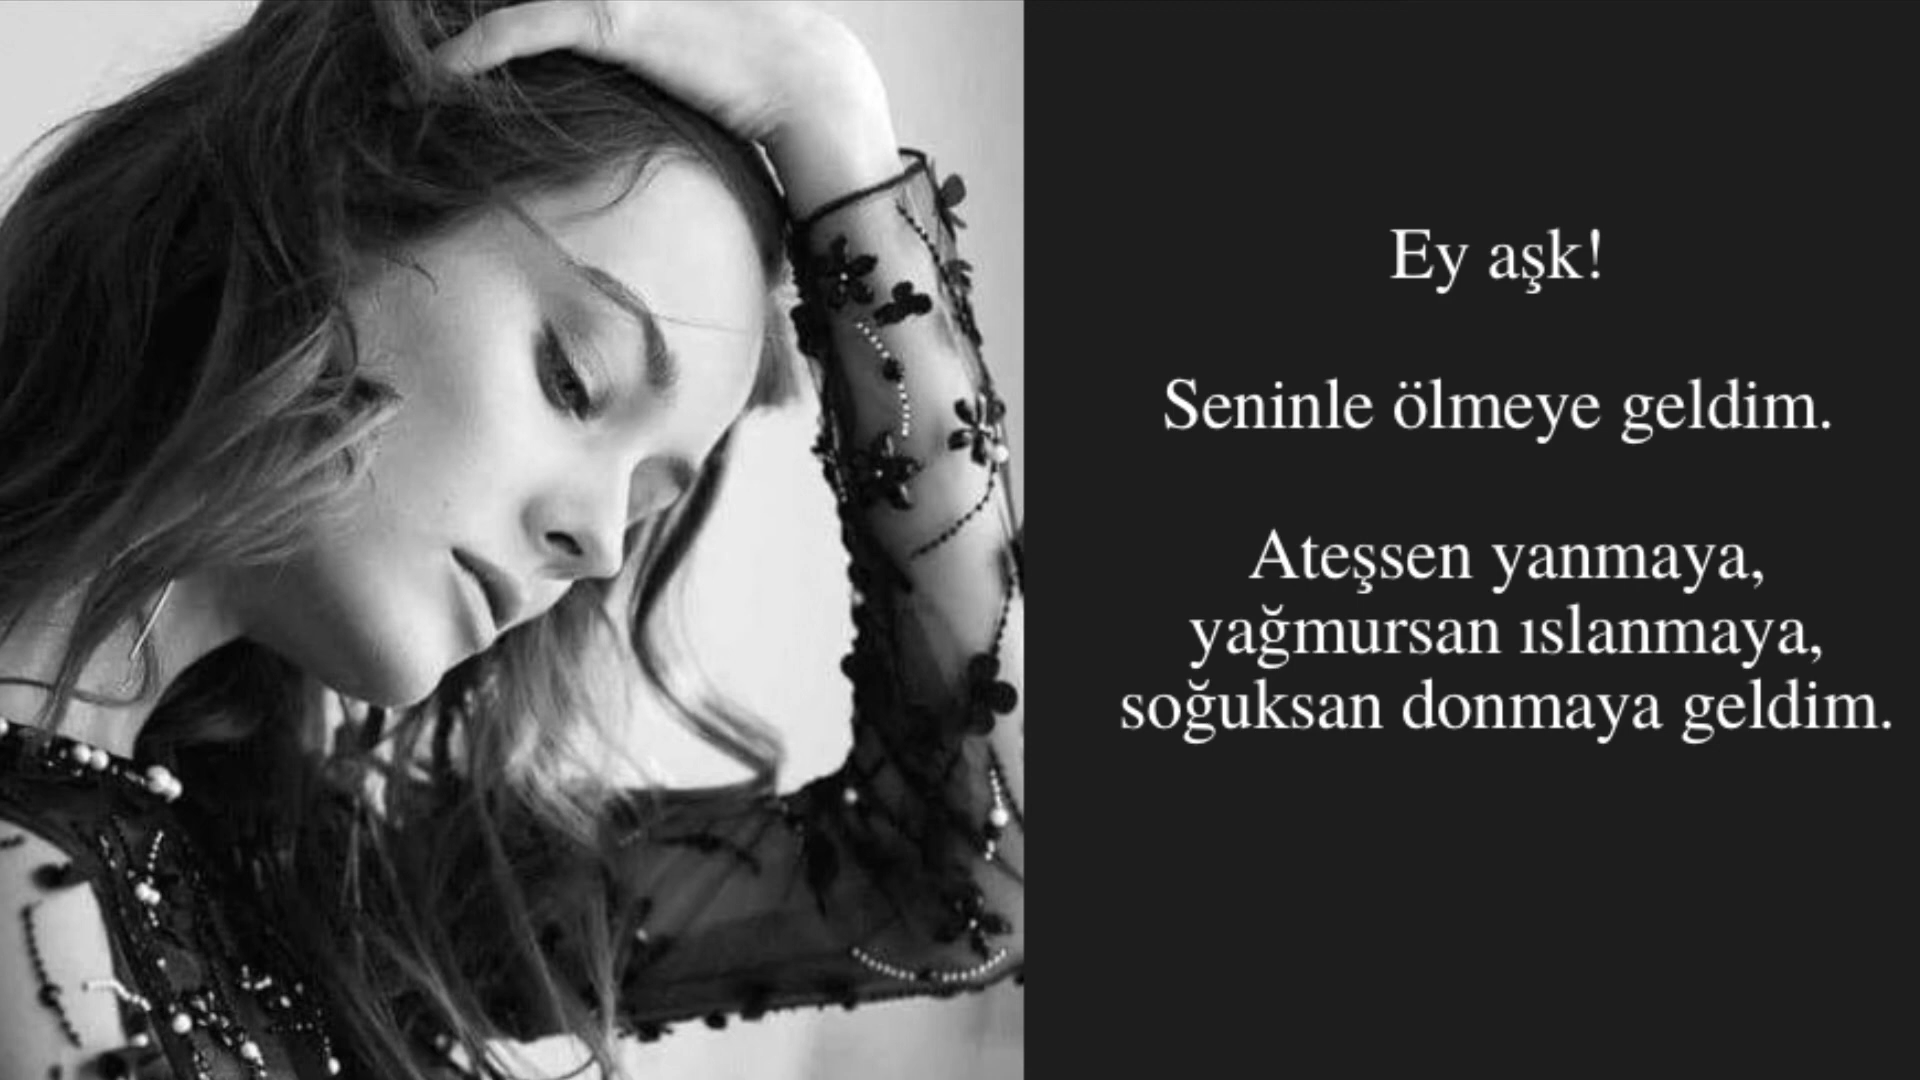 Ey aşk!
Seninle ölmeye geldim.
Ateşsen yanmaya,
yağmursan ıslanmaya,
soğuksan donmaya geldim.